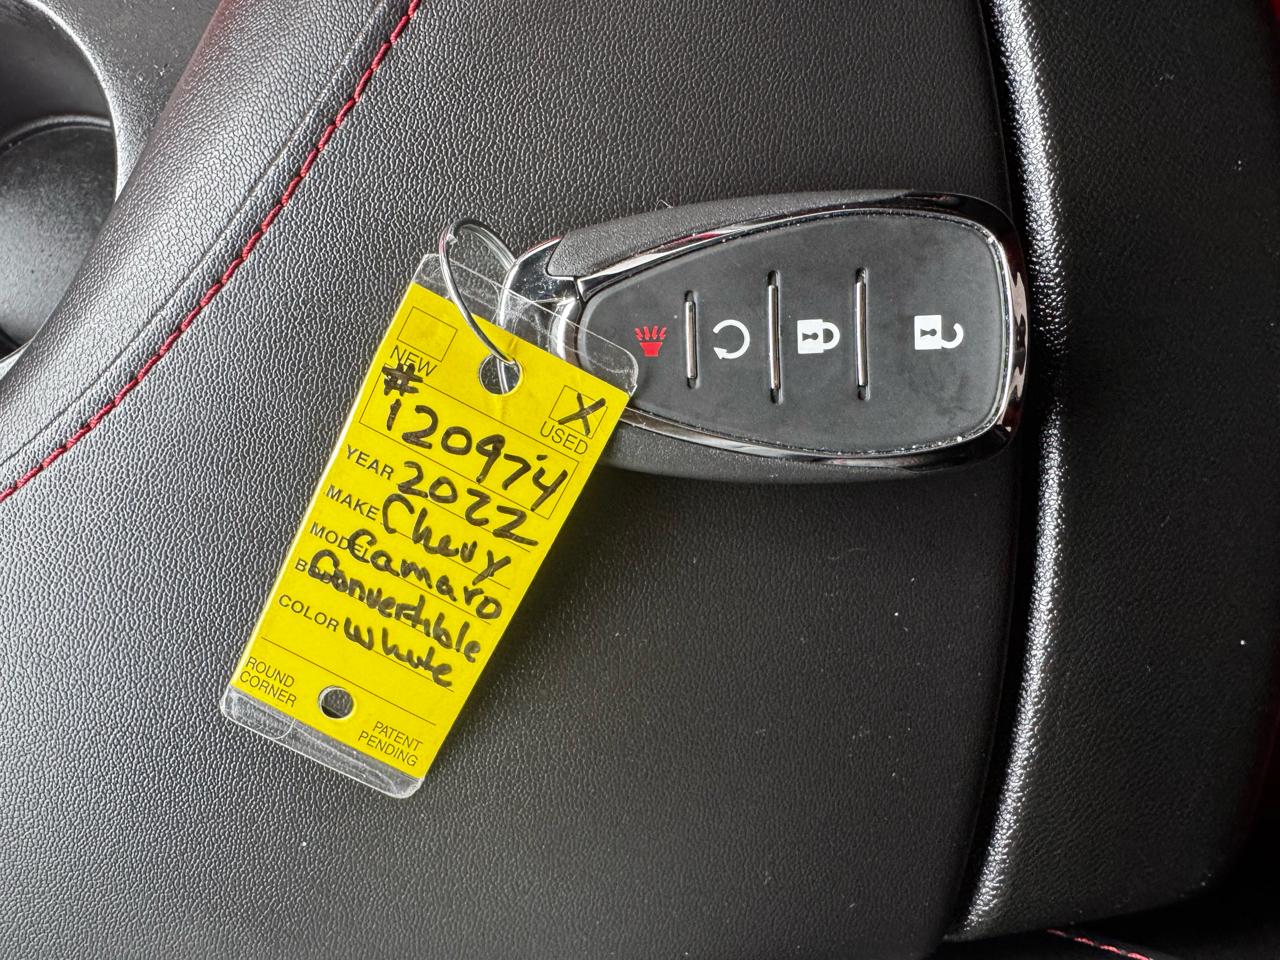 NEW
X
USED
#
120974
YEAR 2022
MAKE Chevy
MODEL Camaro
B Convertible
COLOR White
ROUND
CORNER
PATENT
PENDING